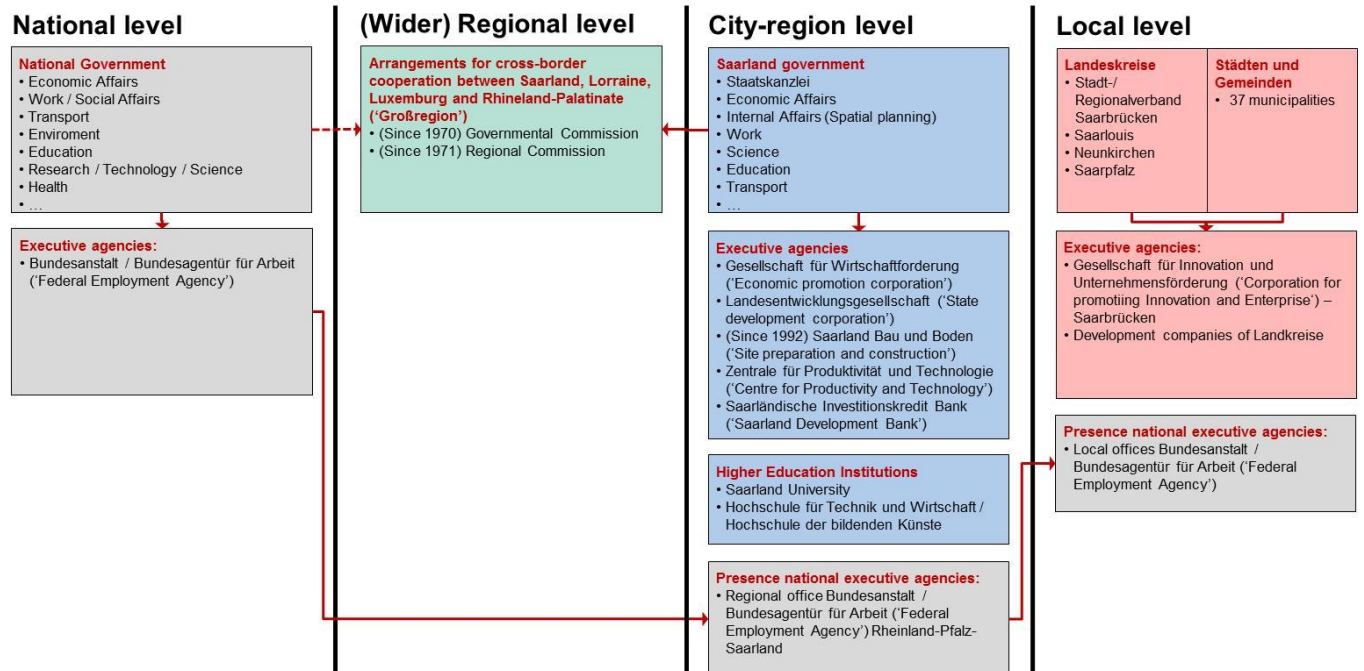 National level
National Government
• Economic Affairs
• Work / Social Affairs
• Transport
• Enviroment
• Education
• Research / Technology / Science
• Health
• ...
Executive agencies:
• Bundesanstalt / Bundesagentür für Arbeit
(‘Federal Employment Agency’)
(Wider) Regional level
Arrangements for cross-border
cooperation between Saarland, Lorraine,
Luxemburg and Rhineland-Palatinate
(‘Großregion’)
• (Since 1970) Governmental Commission
• (Since 1971) Regional Commission
City-region level
Saarland government
• Staatskanzlei
• Economic Affairs
• Internal Affairs (Spatial planning)
• Work
• Science
• Education
• Transport
• ...
Executive agencies
• Gesellschaft für Wirtschaftforderung
(‘Economic promotion corporation’)
• Landesentwicklungsgesellschaft (‘State
development corporation’)
• (Since 1992) Saarland Bau und Boden
(‘Site preparation and construction’)
• Zentrale für Produktivität und Technologie
(‘Centre for Productivity and Technology’)
• Saarländische Investitionskredit Bank
(‘Saarland Development Bank’)
Higher Education Institutions
• Saarland University
• Hochschule für Technik und Wirtschaft /
Hochschule der bildenden Künste
Presence national executive agencies:
• Regional office Bundesanstalt /
Bundesagentür für Arbeit (‘Federal
Employment Agency’) Rheinland-Pfalz-
Saarland
Local level
Landeskreise
• Stadt-/
Regionalverband
Saarbrücken
• Saarlouis
• Neunkirchen
• Saarpfalz
Städten und
Gemeinden
• 37 municipalities
Executive agencies:
• Gesellschaft für Innovation und
Unternehmensförderung (‘Corporation for
promotiing Innovation and Enterprise‘) –
Saarbrücken
• Development companies of Landkreise
Presence national executive agencies:
• Local offices Bundesanstalt /
Bundesagentür für Arbeit (‘Federal
Employment Agency’)